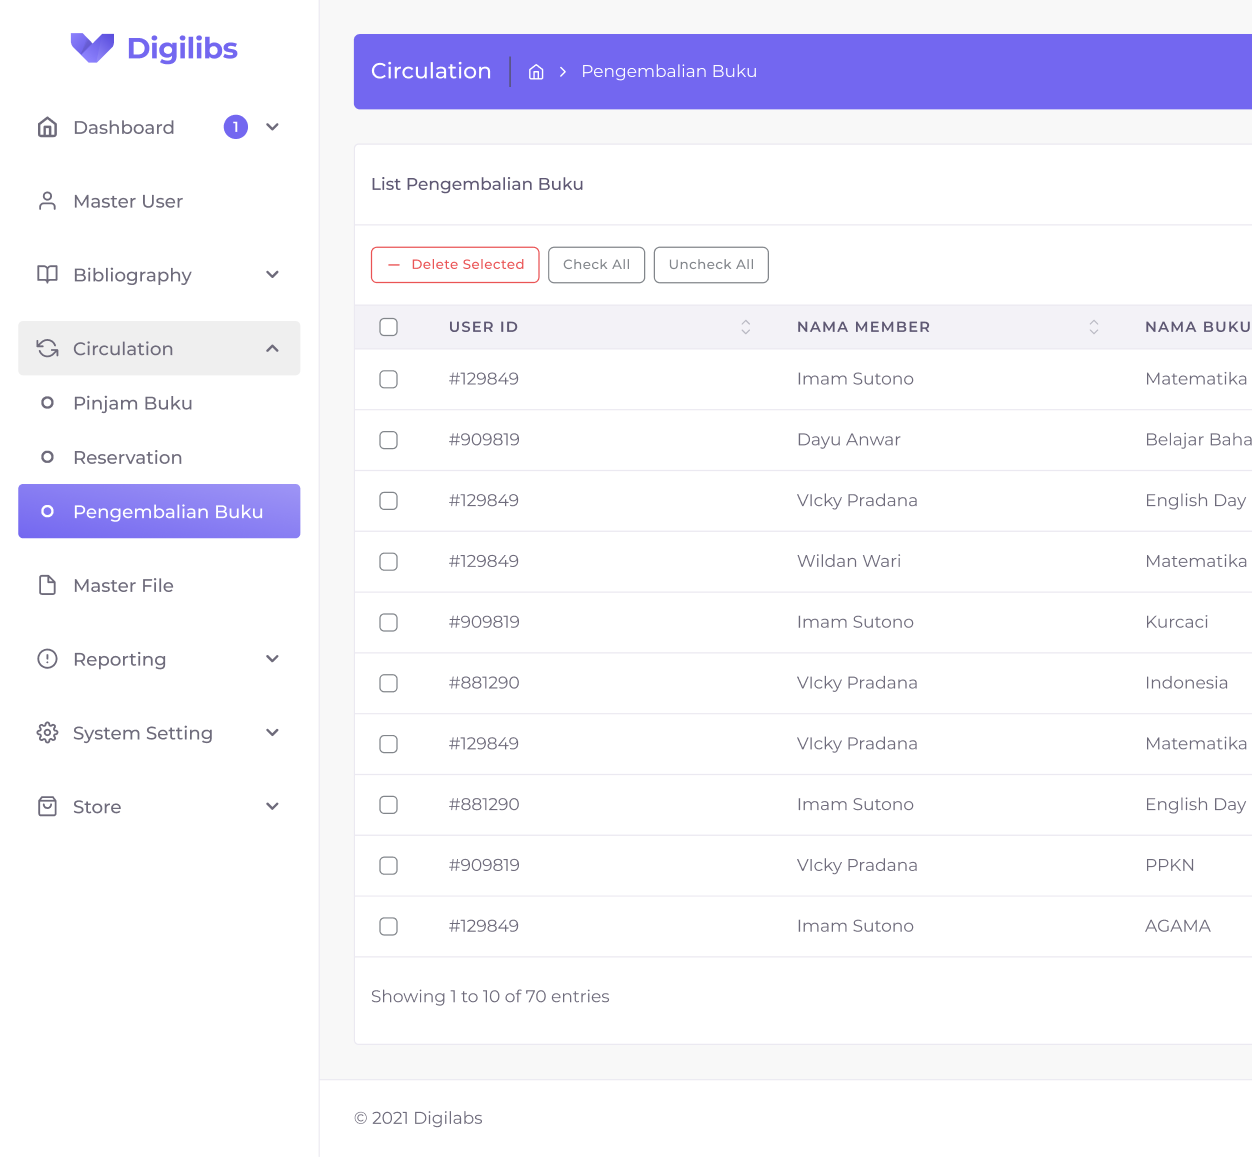 Digilibs
Dashboard 1
Master User
Bibliography
Circulation
Pinjam Buku
Reservation
Pengembalian Buku
Master File
Reporting
System Setting
Store
Circulation Pengembalian Buku
List Pengembalian Buku
Delete Selected Check All Uncheck All
USER ID NAMA MEMBER NAMA BUKU
#129849 Imam Sutono Matematika
#909819 Dayu Anwar Belajar Baha
#129849 VIcky Pradana English Day
#129849 Wildan Wari Matematika
#909819 Imam Sutono Kurcaci
#881290 VIcky Pradana Indonesia
#129849 VIcky Pradana Matematika
#881290 Imam Sutono English Day
#909819 VIcky Pradana PPKN
#129849 Imam Sutono AGAMA
Showing 1 to 10 of 70 entries
© 2021 Digilabs